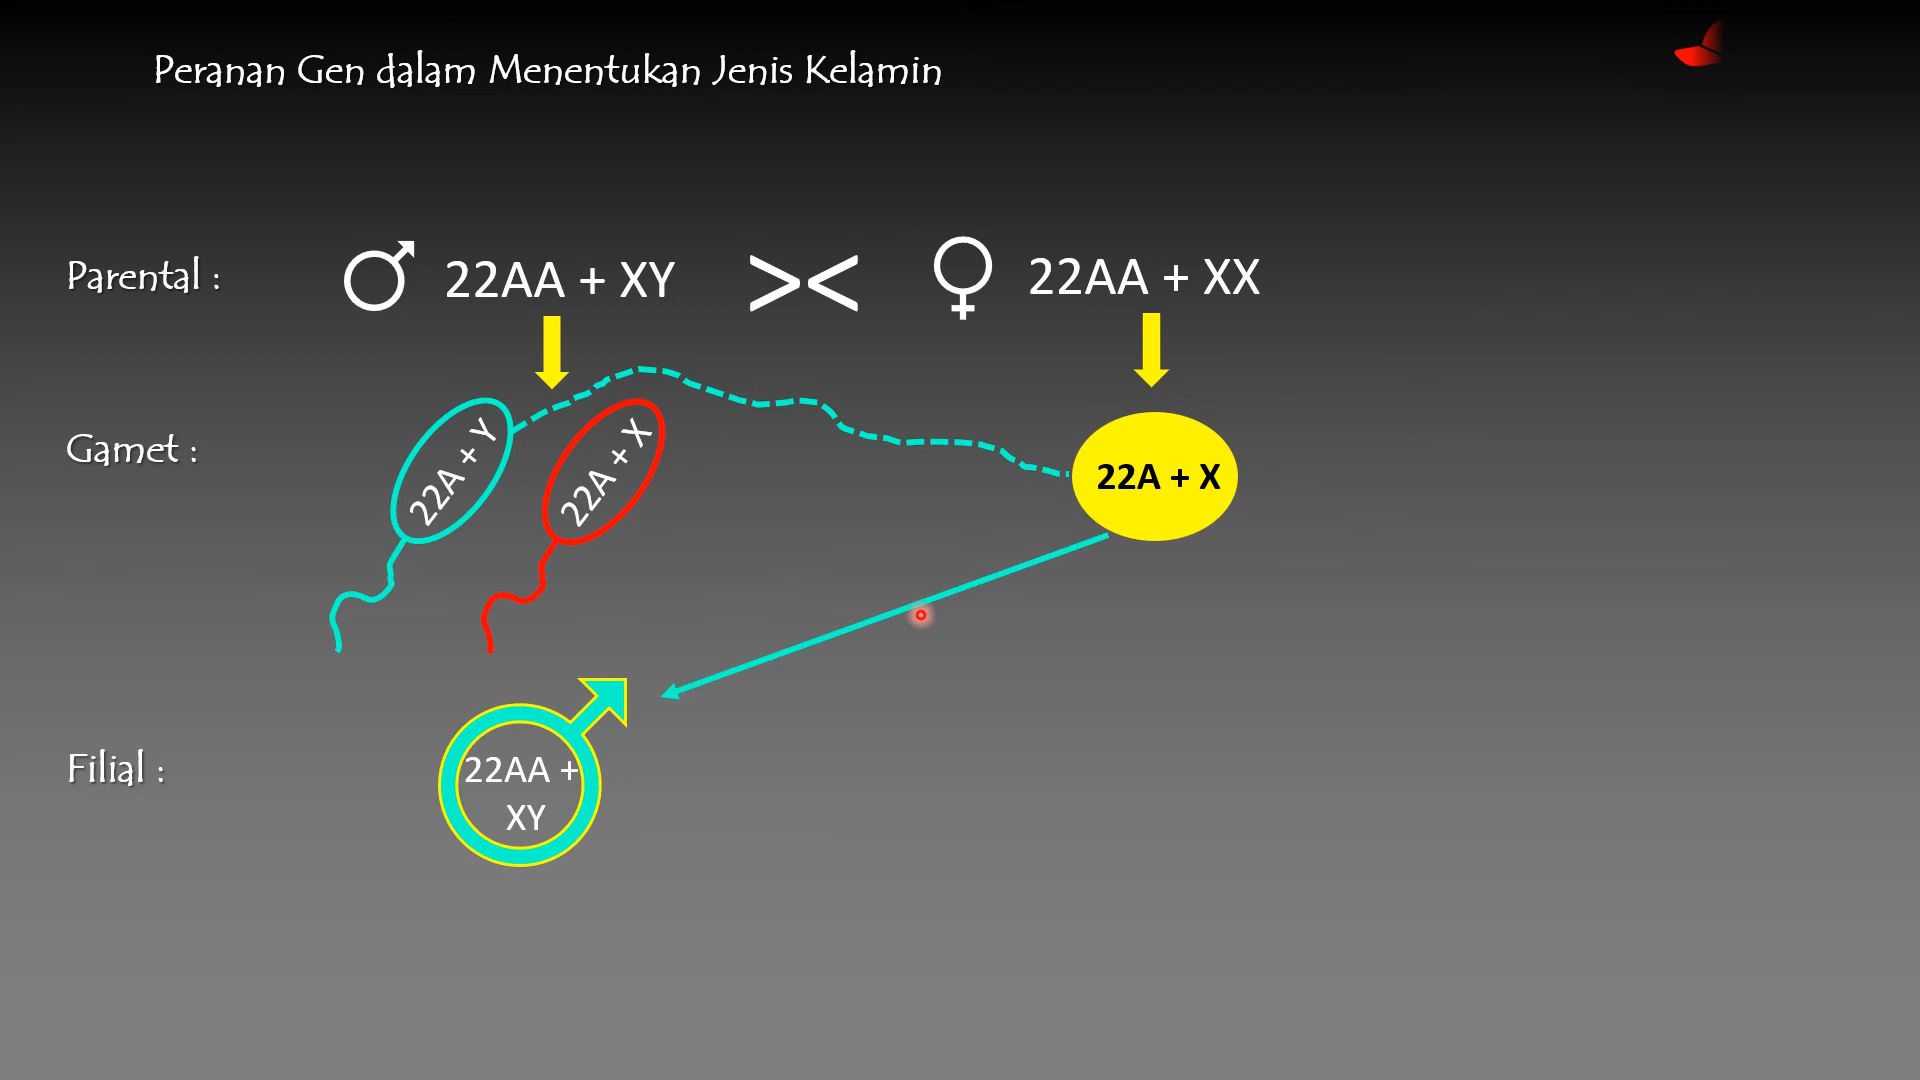 Peranan Gen dalam Menentukan Jenis Kelamin
Parental :
22AA + XY
><
22AA + XX
Gamet :
22A + Y
22A + X
22A + X
Filial :
22AA +
XY